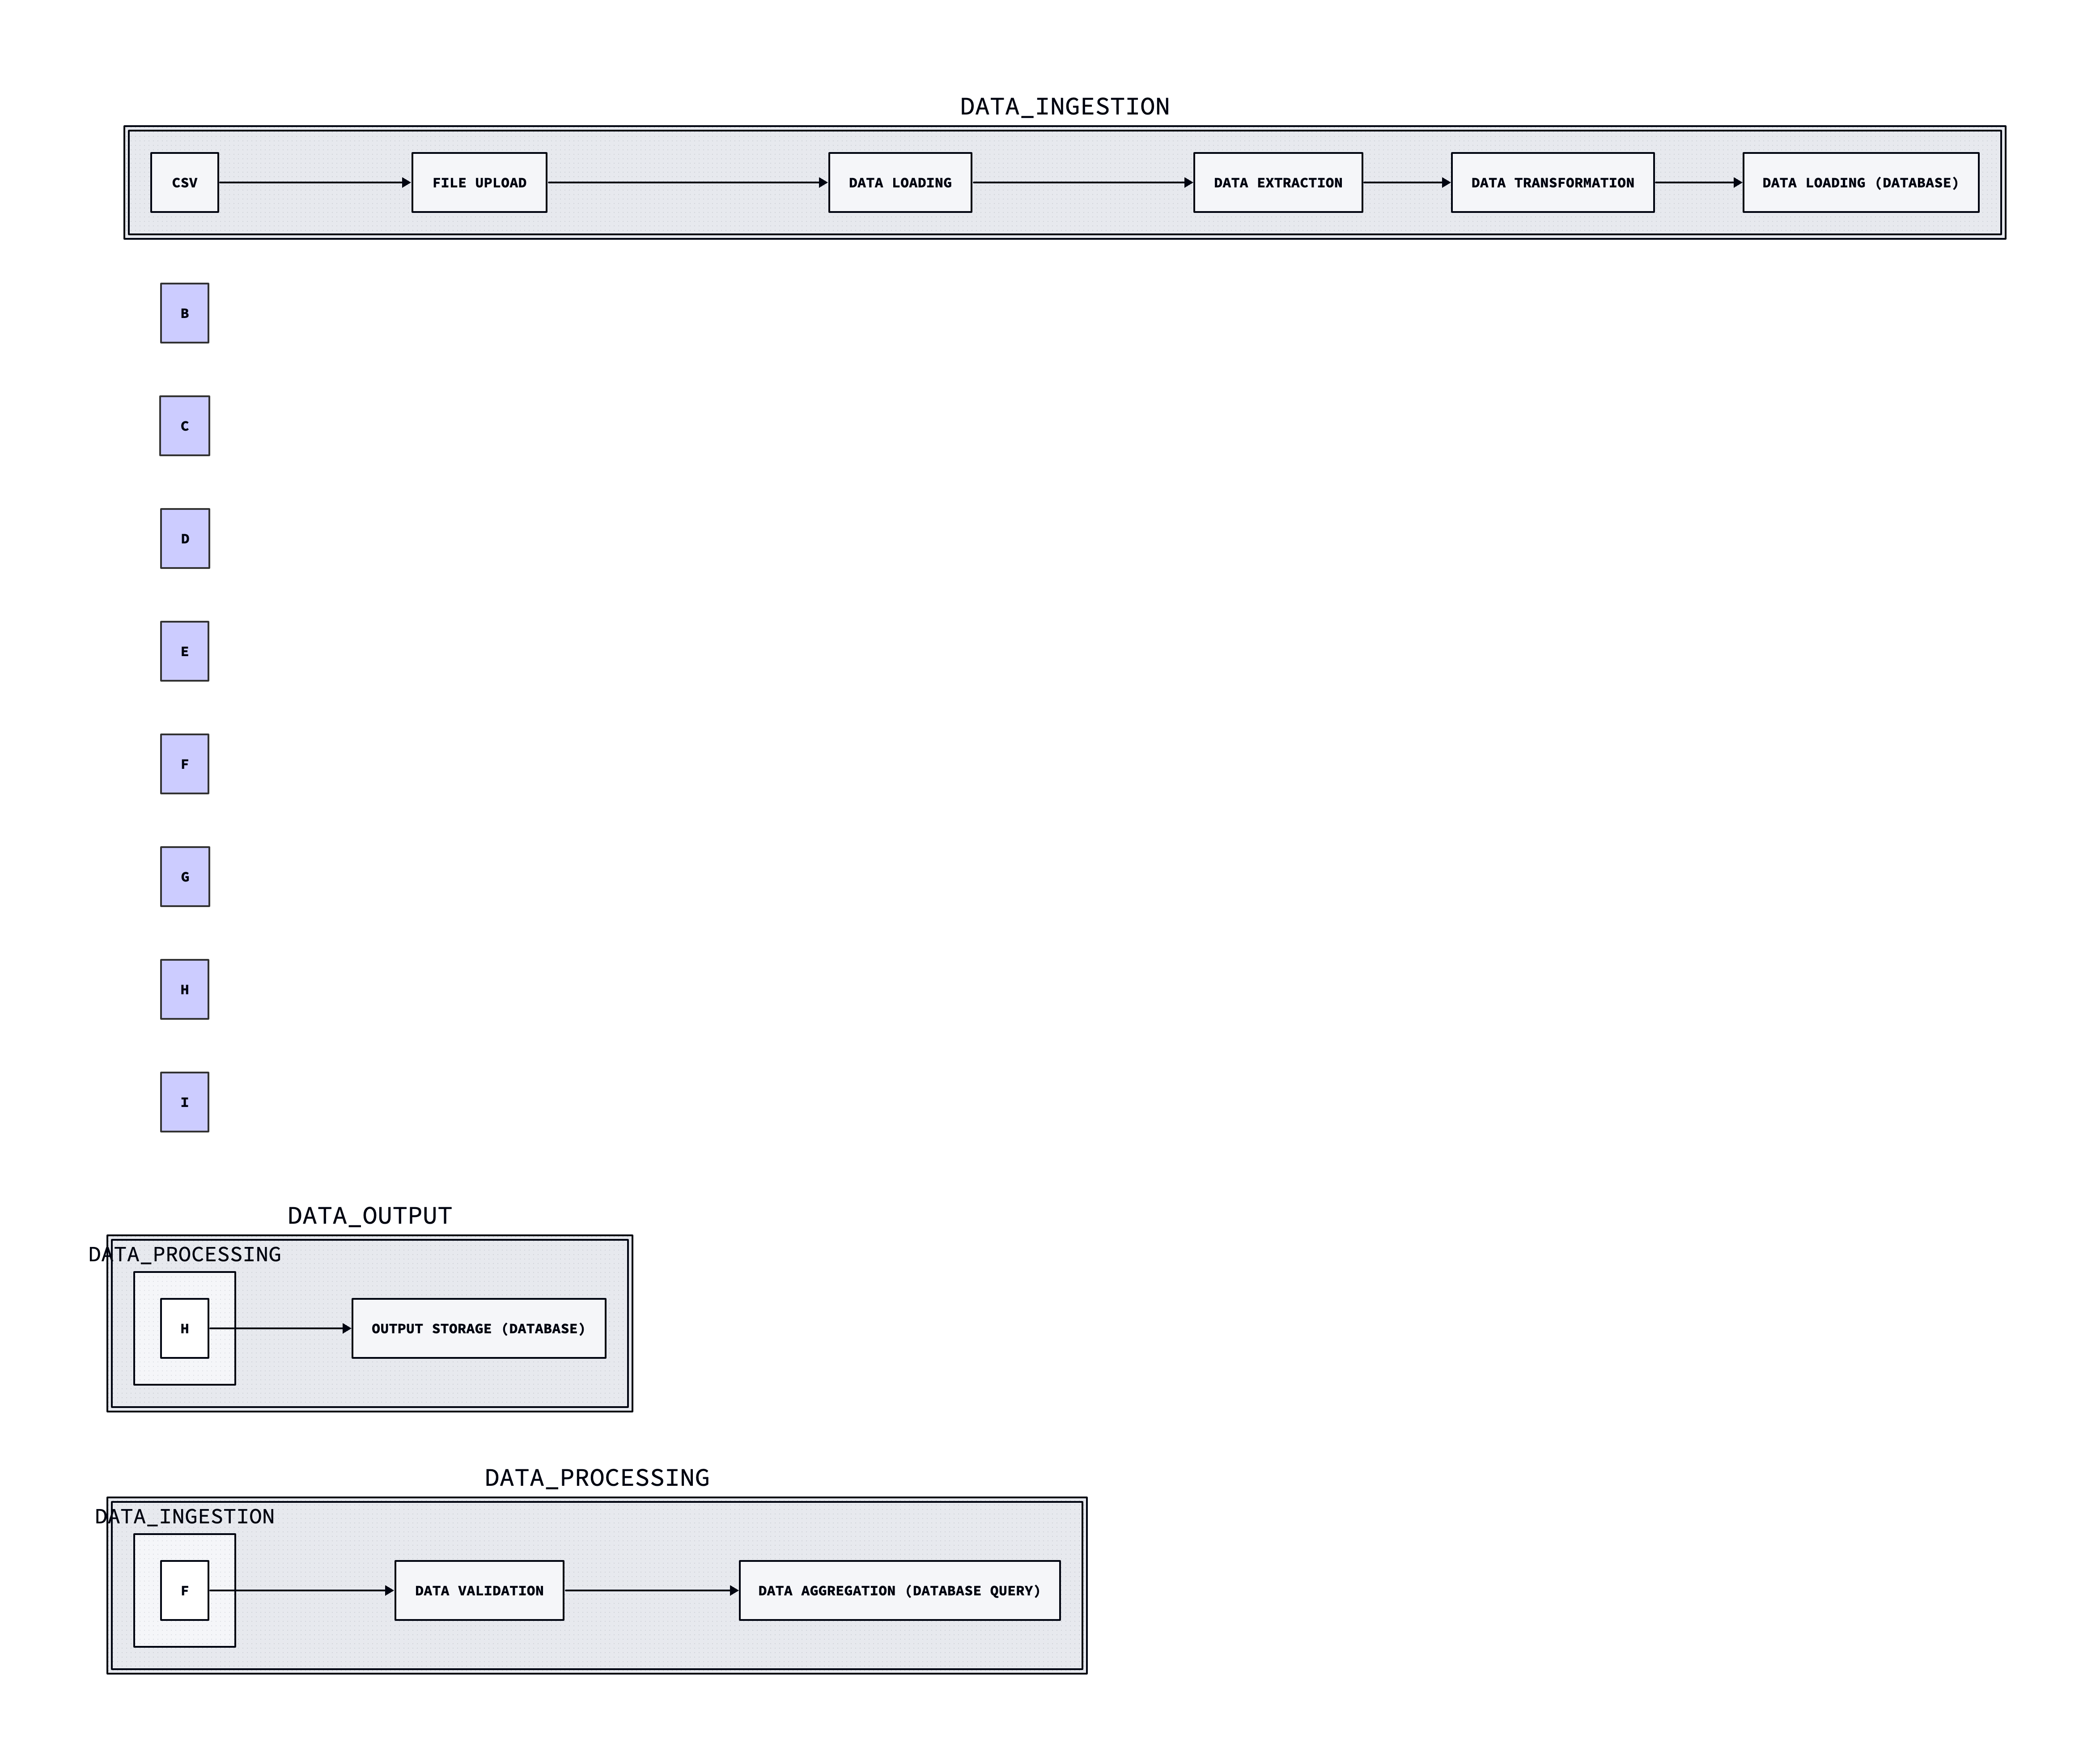 DATA_INGESTION
CSV
FILE UPLOAD
DATA LOADING
DATA EXTRACTION
DATA TRANSFORMATION
DATA LOADING (DATABASE)
B
C
D
E
F
G
H
I
DATA_OUTPUT
DATA_PROCESSING
H
OUTPUT STORAGE (DATABASE)
DATA_PROCESSING
DATA_INGESTION
F
DATA VALIDATION
DATA AGGREGATION (DATABASE QUERY)